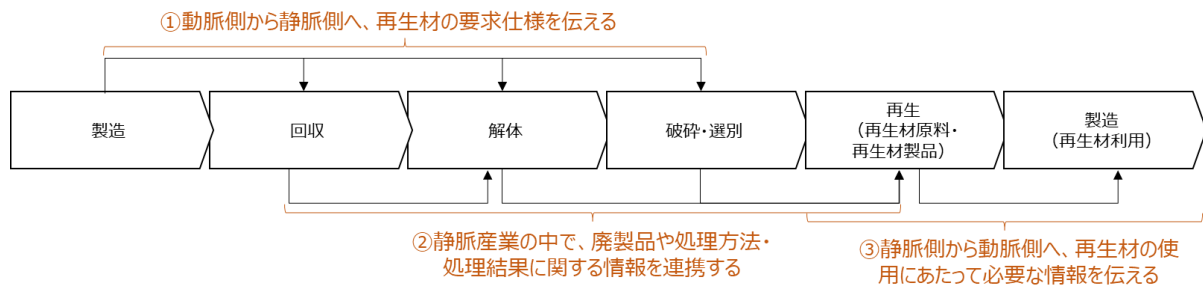 ①動脈側から静脈側へ、再生材の要求仕様を伝える
製造
回収
解体
破砕・選別
再生
(再生材原料・
再生材製品)
製造
(再生材利用)
②静脈産業の中で、廃製品や処理方法・
処理結果に関する情報を連携する
③静脈側から動脈側へ、再生材の使
用にあたって必要な情報を伝える